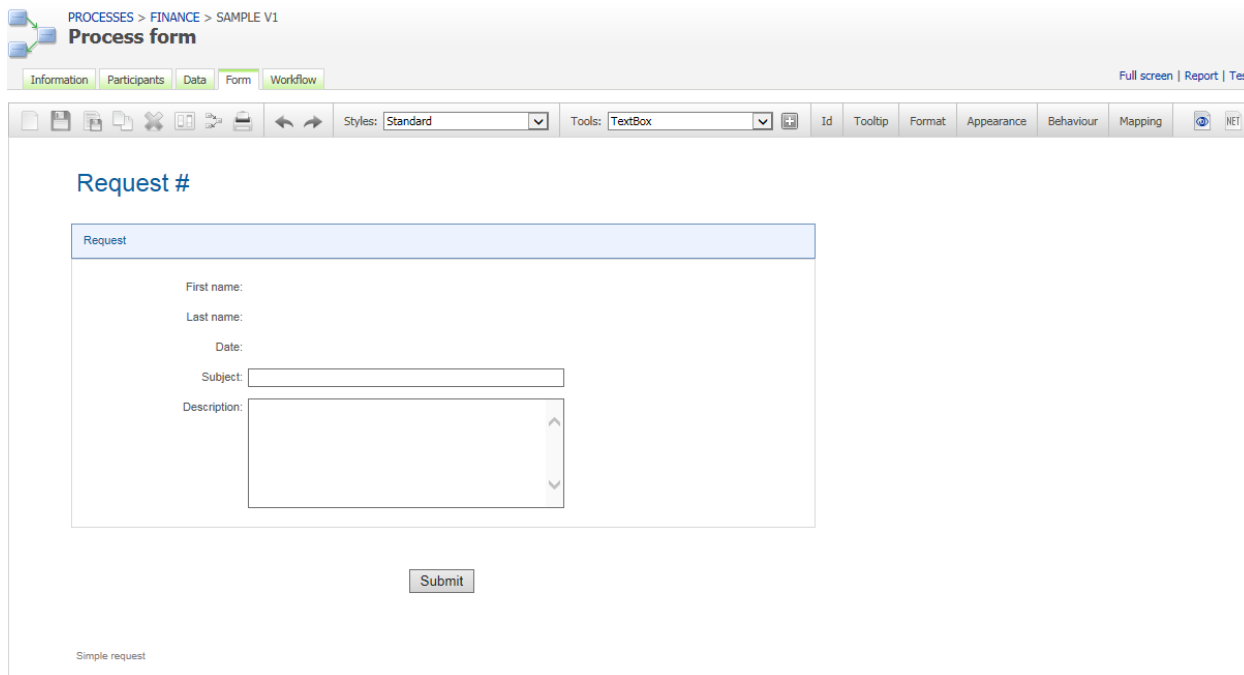 PROCESSES > FINANCE > SAMPLE V1
Process form
Information Participants Data Form Workflow Full screen | Report |
Styles: Standard Tools: TextBox Id Tooltip Format Appearance Behaviour Mapping NET
Request #
Request
First name:
Last name:
Date:
Subject:
Description:
Submit
Simple request